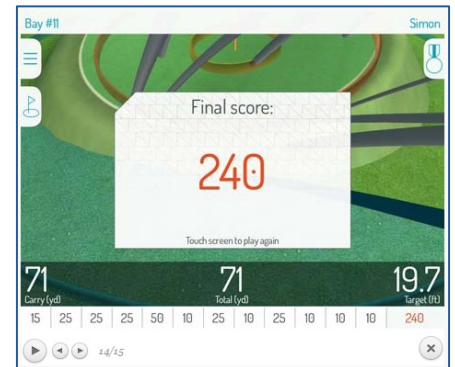 Bay #11 Simon
Final score:
240
Touch screen to play again
71 71 19.7
Carry (yd) Total (yd) Target (ft)
15 25 25 25 50 10 25 10 25 10 10 10 240
14/15